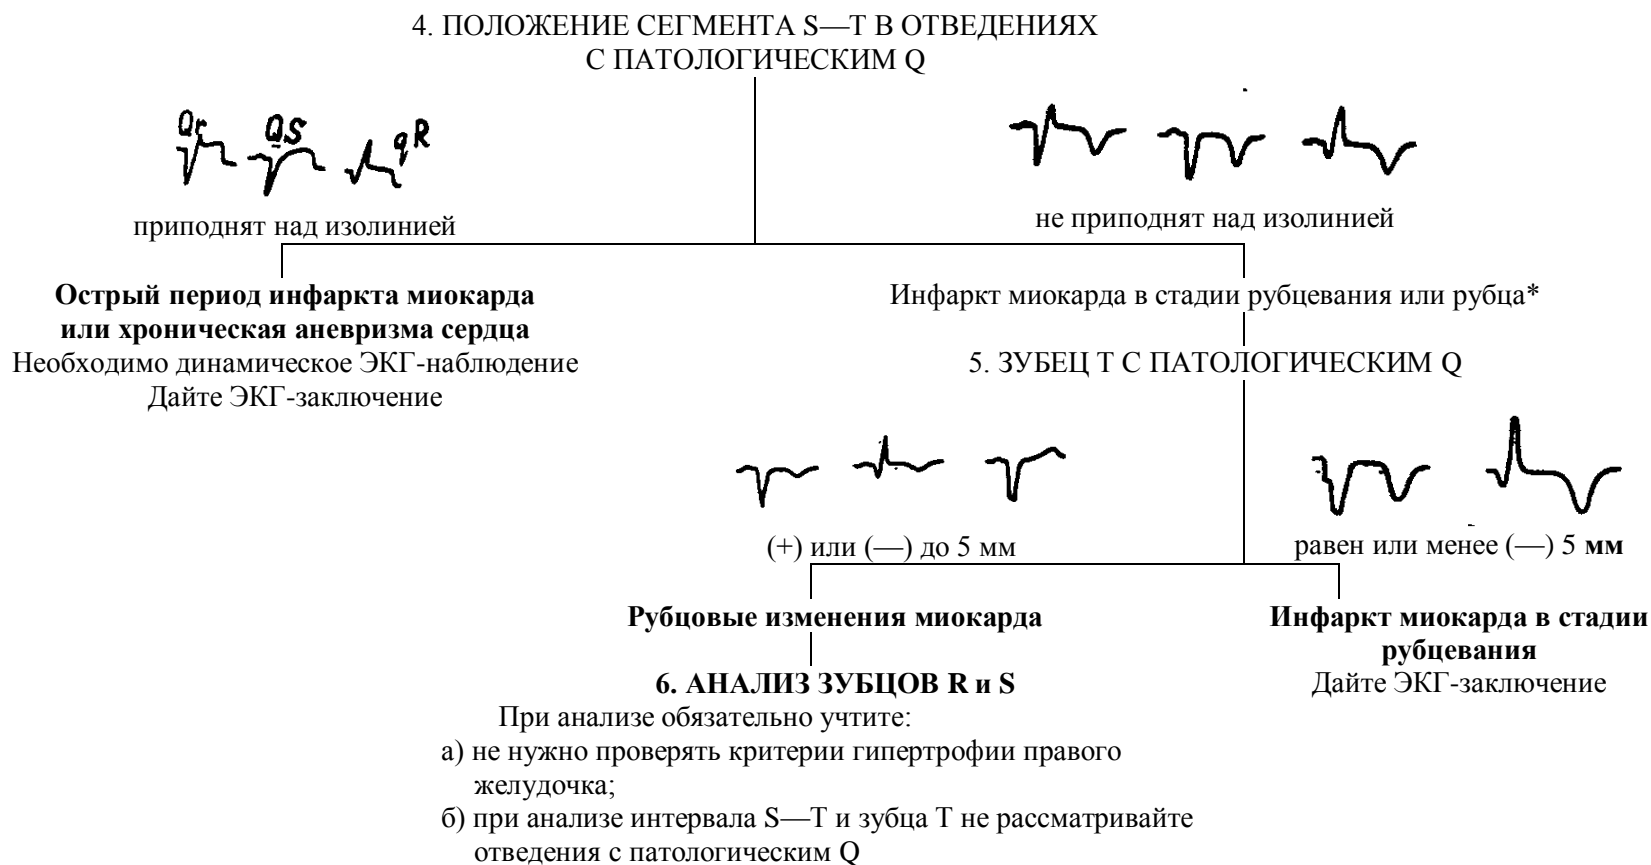 4. ПОЛОЖЕНИЕ СЕГМЕНТА S—T В ОТВЕДЕНИЯХ
С ПАТОЛОГИЧЕСКИМ Q
Qr
QS
qR
приподнят над изолинией
не приподнят над изолинией
Острый период инфаркта миокарда
или хроническая аневризма сердца
Необходимо динамическое ЭКГ-наблюдение
Дайте ЭКГ-заключение
Инфаркт миокарда в стадии рубцевания или рубца*
5. ЗУБЕЦ Т С ПАТОЛОГИЧЕСКИМ Q
(+) или (—) до 5 мм
равен или менее (—) 5 мм
Рубцовые изменения миокарда
Инфаркт миокарда в стадии
рубцевания
Дайте ЭКГ-заключение
6. АНАЛИЗ ЗУБЦОВ R и S
При анализе обязательно учтите:
а) не нужно проверять критерии гипертрофии правого
желудочка;
б) при анализе интервала S—T и зубца Т не рассматривайте
отведения с патологическим Q